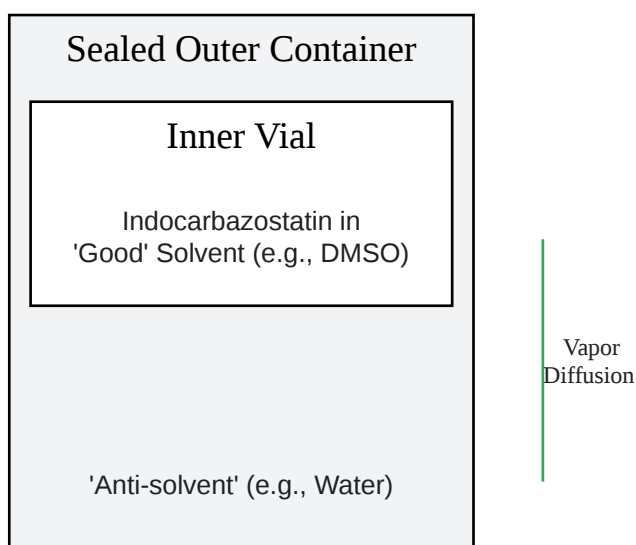 Sealed Outer Container
Inner Vial
Indocarbazostatin in
'Good' Solvent (e.g., DMSO)
Vapor
Diffusion
'Anti-solvent' (e.g., Water)